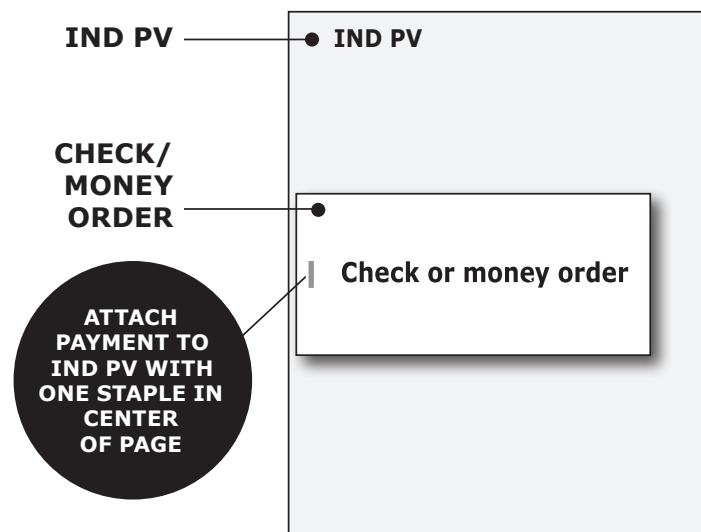 IND PV
IND PV
CHECK/
MONEY
ORDER
Check or money order
ATTACH
PAYMENT TO
IND PV WITH
ONE STAPLE IN
CENTER
OF PAGE